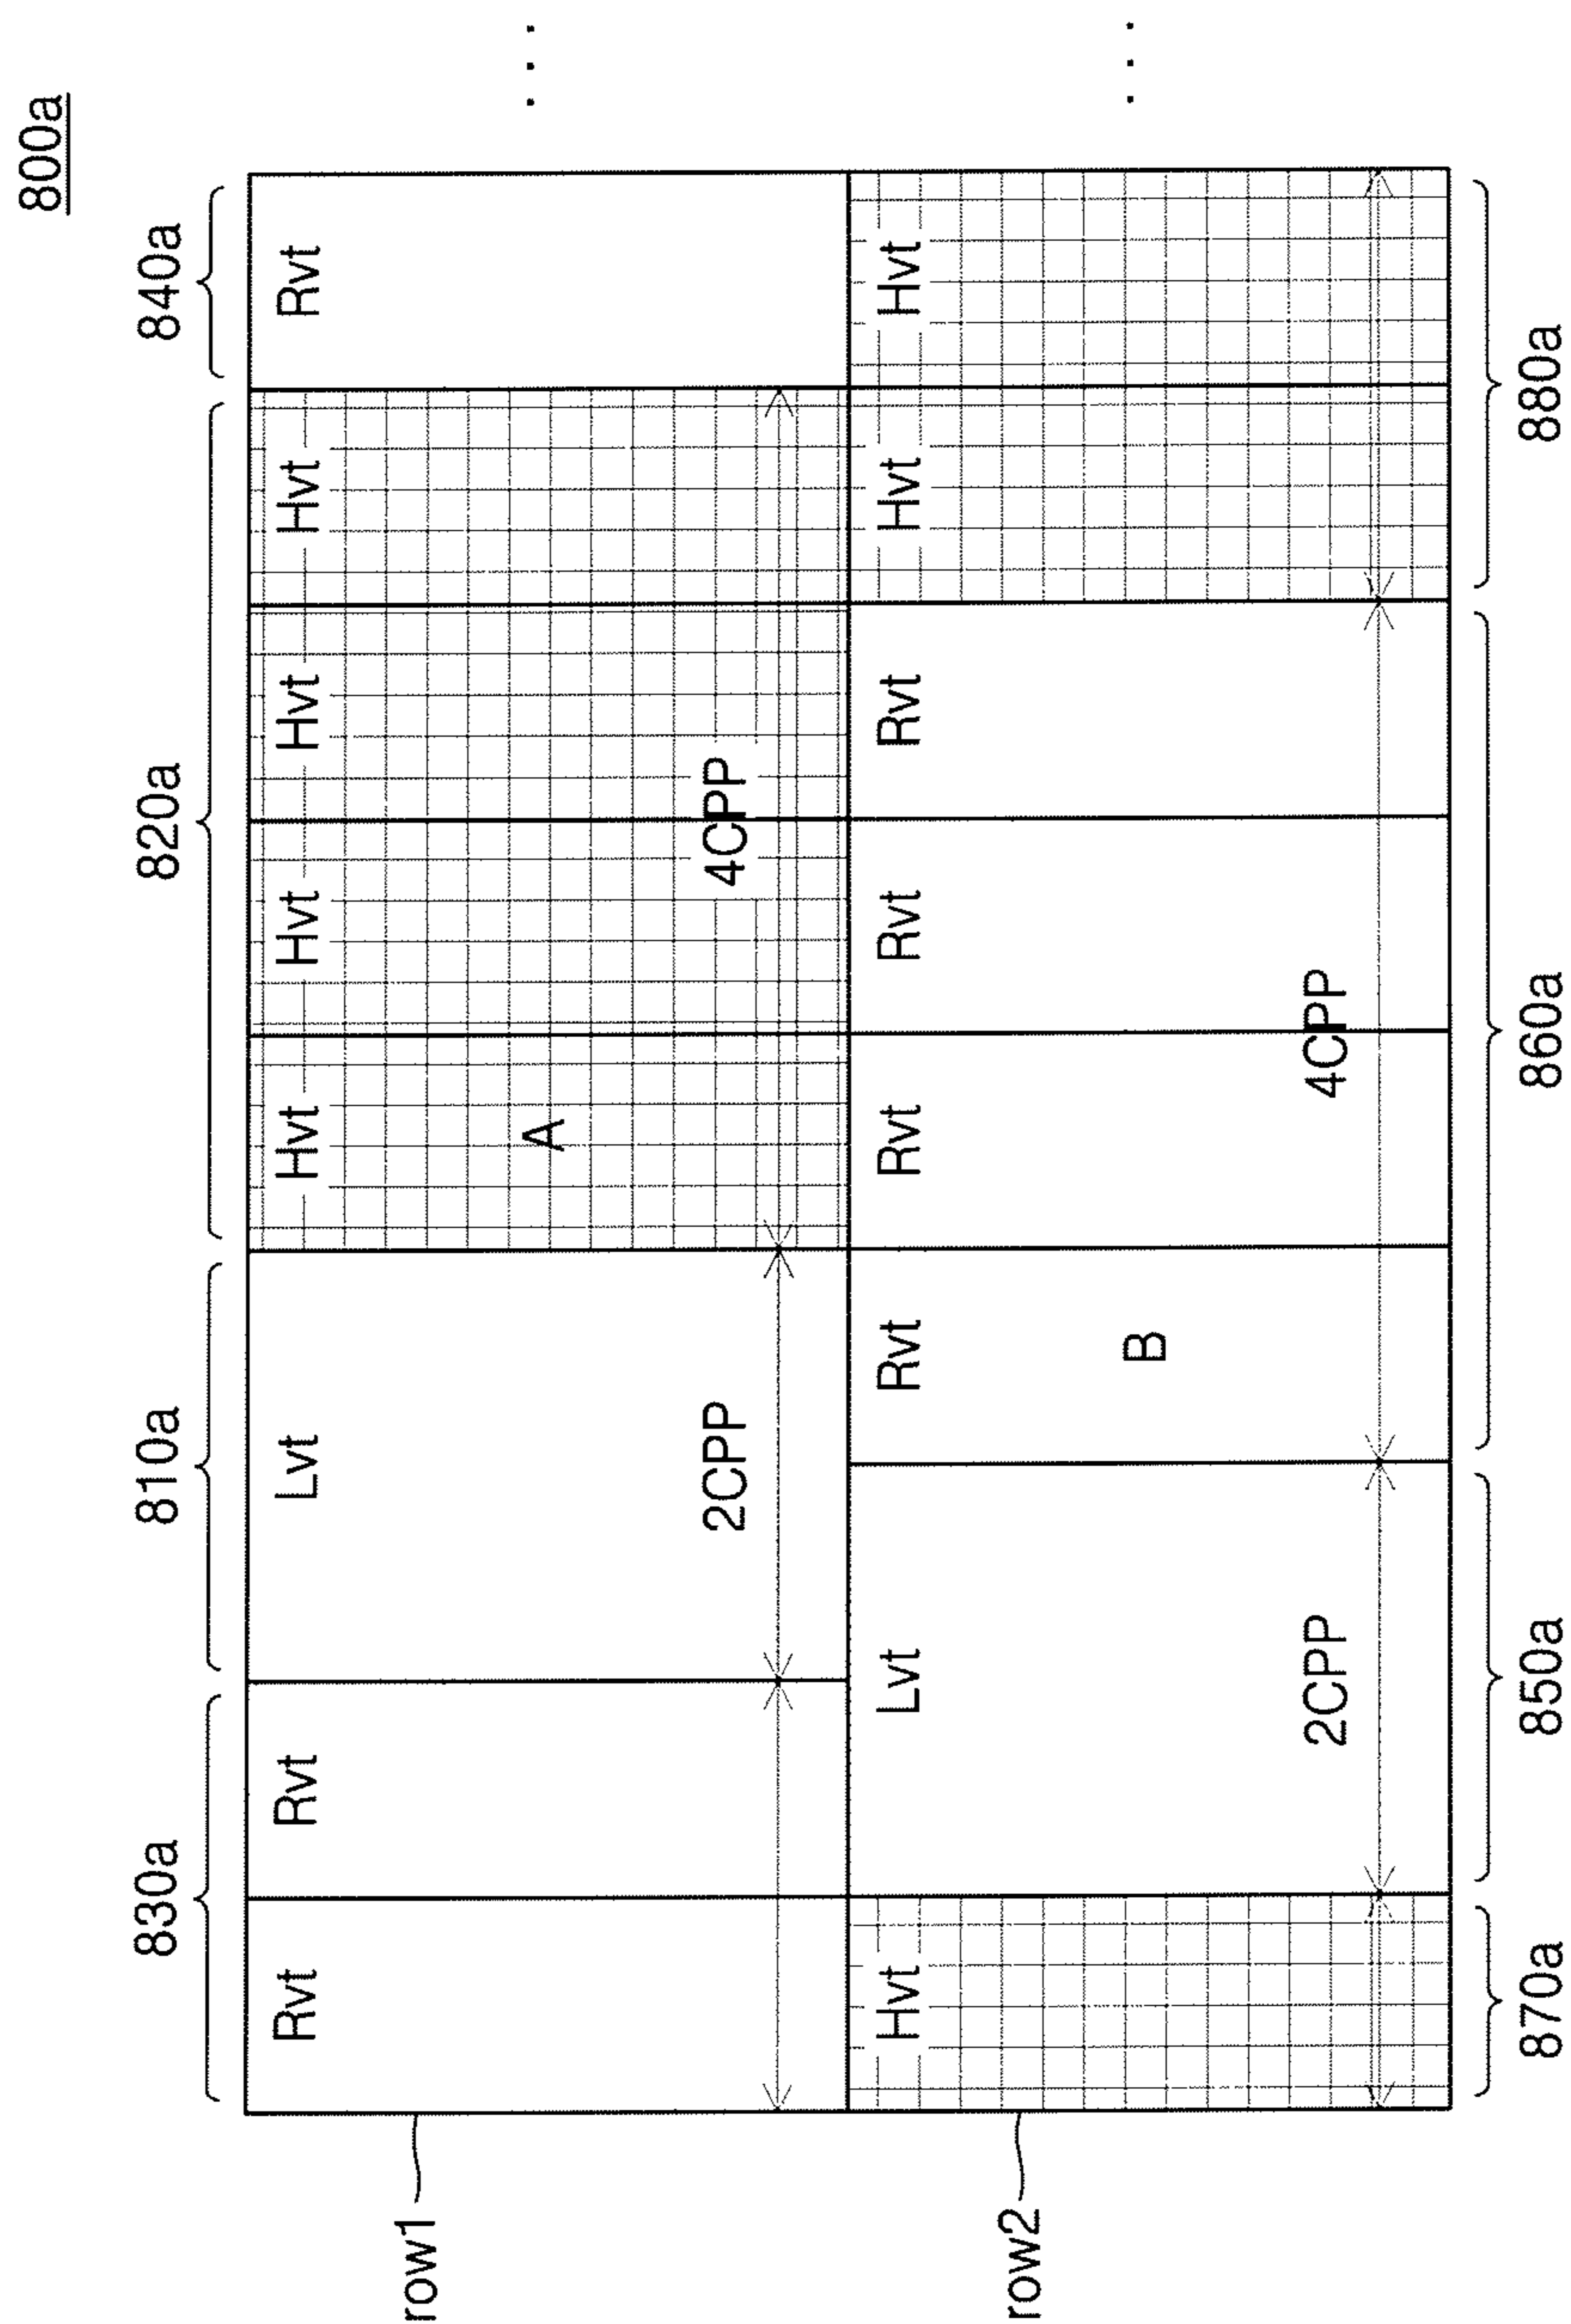 800a
830a 810a 820a 840a
row1
Rvt Rvt Lvt Hvt Hvt Hvt Hvt Rvt
A
2CPP 4CPP
row2
Hvt Lvt Rvt Rvt Rvt Rvt Hvt Hvt
B
2CPP 4CPP
870a 850a 860a 880a